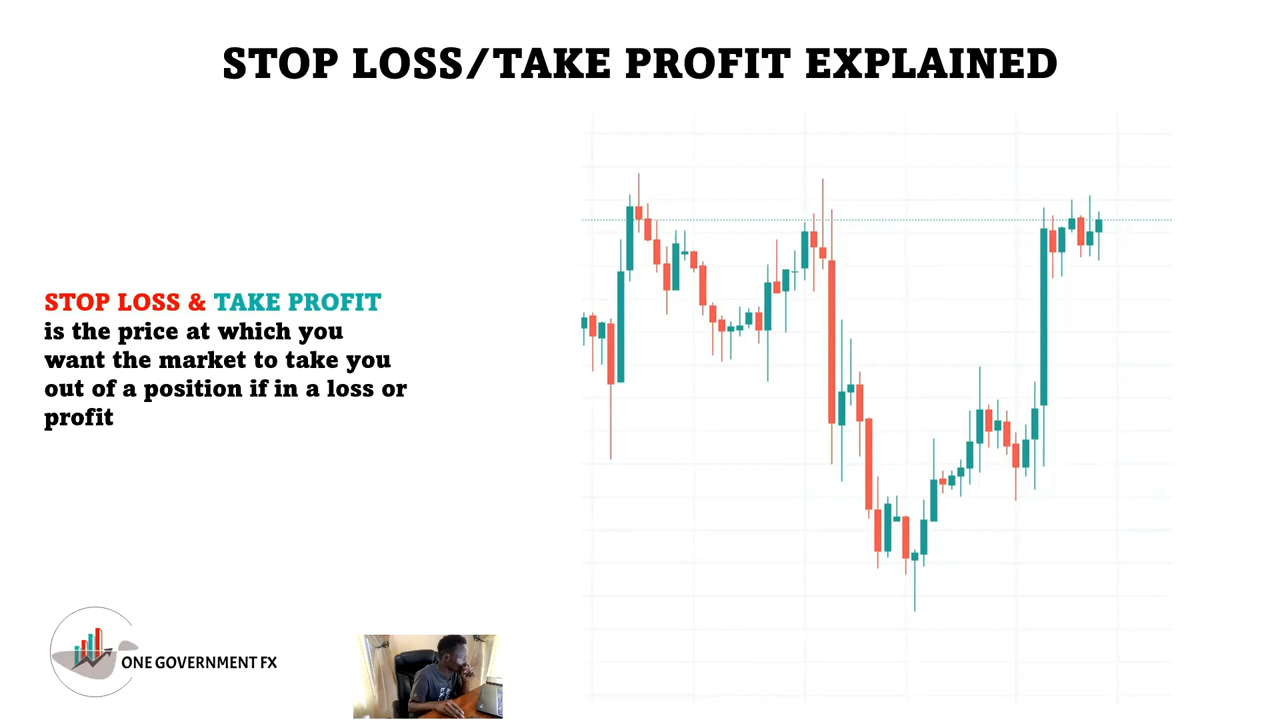 STOP LOSS/TAKE PROFIT EXPLAINED
STOP LOSS & TAKE PROFIT
is the price at which you
want the market to take you
out of a position if in a loss or
profit
ONE GOVERNMENT FX